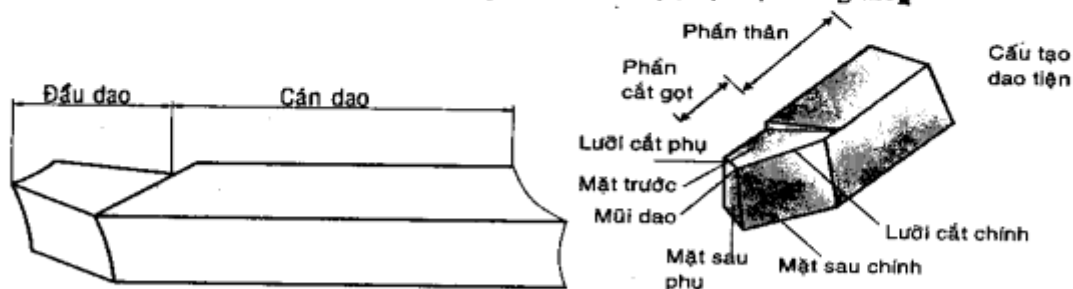 Đầu dao
Cán dao
Phần thân
Phần
cắt gọt
Cấu tạo
dao tiện
Lưỡi cắt phụ
Mặt trước
Mũi dao
Mặt sau
phụ
Mặt sau chính
Lưỡi cắt chính